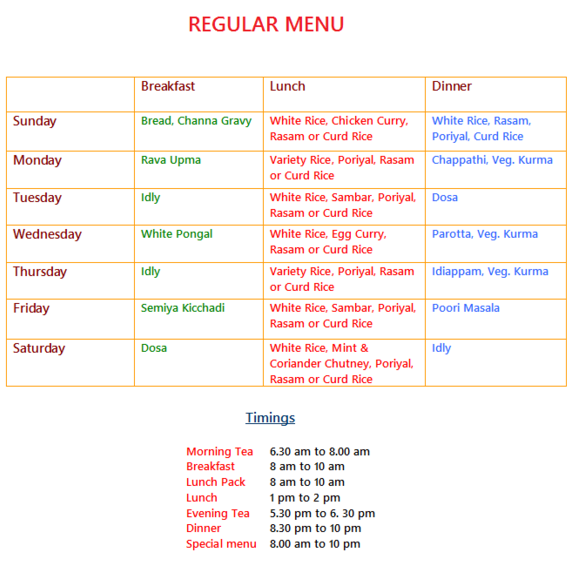 REGULAR MENU
Breakfast Lunch Dinner
Sunday Bread, Channa Gravy White Rice, Chicken Curry, White Rice, Rasam,
Rasam or Curd Rice Poriyal, Curd Rice
Monday Rava Upma Variety Rice, Poriyal, Rasam Chappathi, Veg. Kurma
or Curd Rice
Tuesday Idly White Rice, Sambar, Poriyal, Dosa
Rasam or Curd Rice
Wednesday White Pongal White Rice, Egg Curry, Parotta, Veg. Kurma
Rasam or Curd Rice
Thursday Idly Variety Rice, Poriyal, Rasam Idiappam, Veg. Kurma
or Curd Rice
Friday Semiya Kicchadi White Rice, Sambar, Poriyal, Poori Masala
Rasam or Curd Rice
Saturday Dosa White Rice, Mint & Idly
Coriander Chutney, Poriyal,
Rasam or Curd Rice
Timings
Morning Tea 6.30 am to 8.00 am
Breakfast 8 am to 10 am
Lunch Pack 8 am to 10 am
Lunch 1 pm to 2 pm
Evening Tea 5.30 pm to 6. 30 pm
Dinner 8.30 pm to 10 pm
Special menu 8.00 am to 10 pm